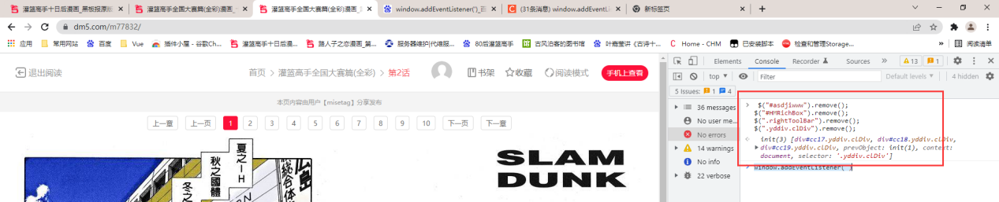 灌篮高手十日后漫画_黑板报原版
灌篮高手全国大赛篇(全彩)漫画_
灌篮高手全国大赛篇(全彩)漫画_
window.addEventListener(')_百
(31条消息) window.addEventListen
新标签页
dm5.com/m77832/
应用 常用网站 百度 Vue 插件小屋 - 谷歌Ch... 灌篮高手十日后漫... 路人子之恋漫画_第... 服务器维护|代维服... 80后灌篮高手 古风泊客的图书馆 叶嘉莹讲《古诗十... Home - CHM 已安装脚本 检查和管理Storage... » 阅读清单
退出阅读 首页 > 灌篮高手全国大赛篇(全彩) > 第2话 书架 收藏 阅读模式 手机上查看
本页内容由用户【misetag】分享发布
上一章 上一页 1 2 3 4 5 6 7 8 9 10 下一页 下一章
夏之IH
秋之國體
冬之
広島
総合体
SLAM
DUNK
Elements Console Recorder Sources » 13 1
top ▼ Filter Default levels ▼ 4 hidden
5 Issues: 1 4
36 messages
No user me...
No errors
14 warnings
No info
22 verbose
> $("#asdjiwww").remove();
$("#HMRichBox").remove();
$(".rightToolBar").remove();
$(".yddiv.clDiv").remove();
init(3) [div#cc17.yddiv.clDiv, div#cc18.yddiv.clDiv,
div#cc19.yddiv.clDiv, prevObject: init(1), context:
document, selector: '.yddiv.clDiv']
> window.addEventListener(')